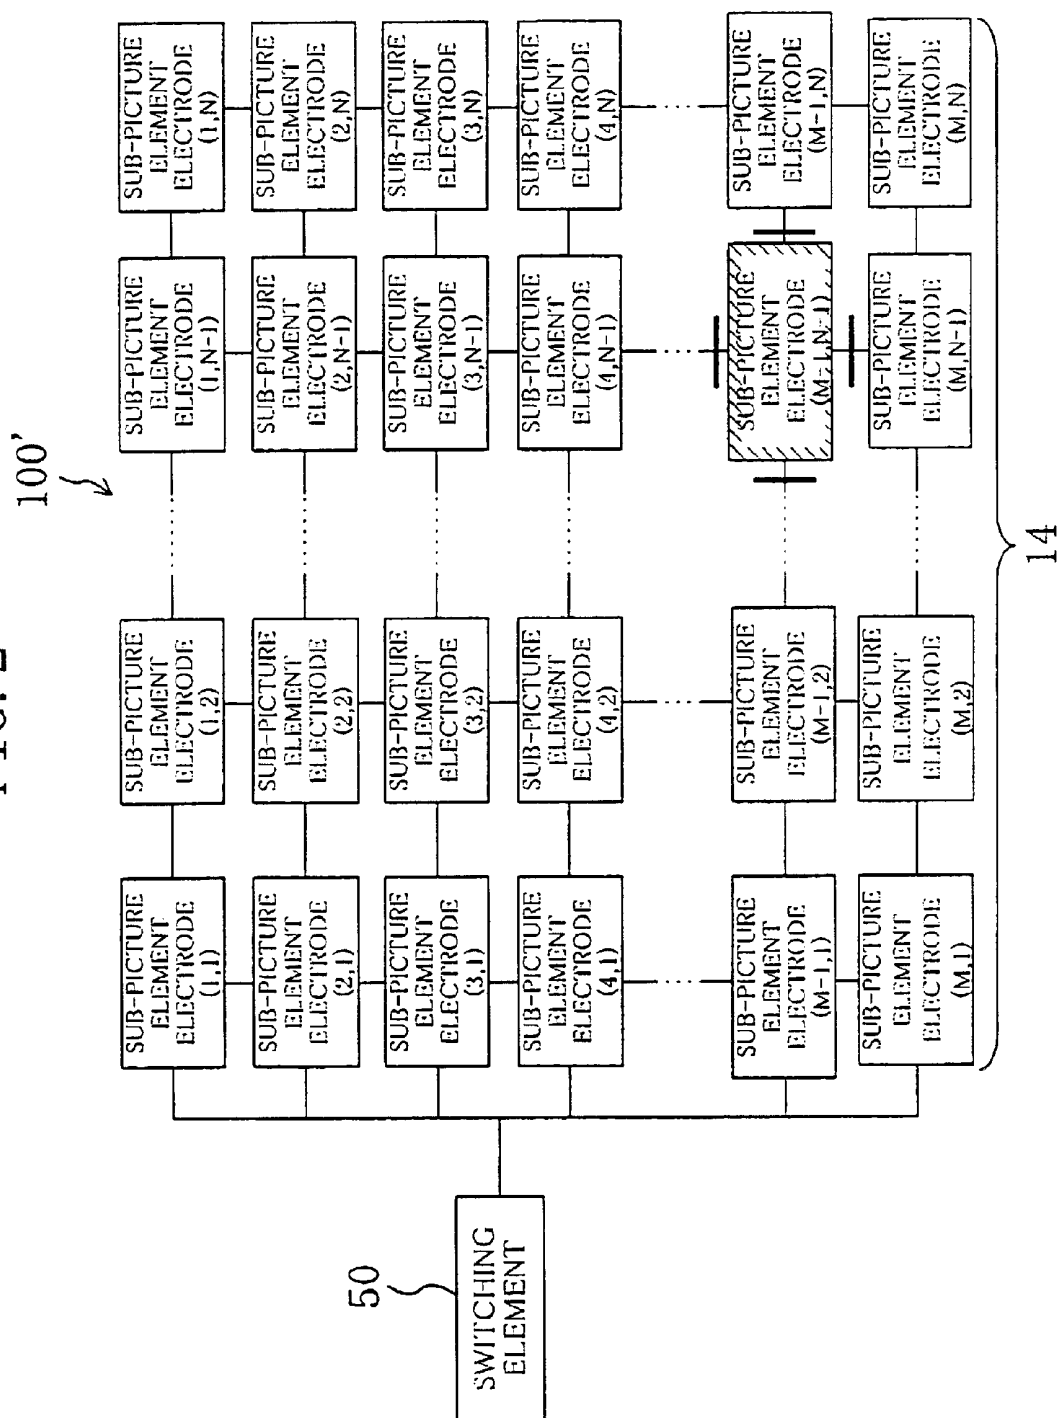 FIG. 2
100'
SUB-PICTURE
ELEMENT
ELECTRODE
(1,1)
SUB-PICTURE
ELEMENT
ELECTRODE
(1,2)
SUB-PICTURE
ELEMENT
ELECTRODE
(1,N-1)
SUB-PICTURE
ELEMENT
ELECTRODE
(1,N)
SUB-PICTURE
ELEMENT
ELECTRODE
(2,1)
SUB-PICTURE
ELEMENT
ELECTRODE
(2,2)
SUB-PICTURE
ELEMENT
ELECTRODE
(2,N-1)
SUB-PICTURE
ELEMENT
ELECTRODE
(2,N)
50
SWITCHING
ELEMENT
SUB-PICTURE
ELEMENT
ELECTRODE
(3,1)
SUB-PICTURE
ELEMENT
ELECTRODE
(3,2)
SUB-PICTURE
ELEMENT
ELECTRODE
(3,N-1)
SUB-PICTURE
ELEMENT
ELECTRODE
(3,N)
SUB-PICTURE
ELEMENT
ELECTRODE
(4,1)
SUB-PICTURE
ELEMENT
ELECTRODE
(4,2)
SUB-PICTURE
ELEMENT
ELECTRODE
(4,N-1)
SUB-PICTURE
ELEMENT
ELECTRODE
(4,N)
SUB-PICTURE
ELEMENT
ELECTRODE
(M-1,1)
SUB-PICTURE
ELEMENT
ELECTRODE
(M-1,2)
SUB-PICTURE
ELEMENT
ELECTRODE
(M-1,N-1)
SUB-PICTURE
ELEMENT
ELECTRODE
(M-1,N)
SUB-PICTURE
ELEMENT
ELECTRODE
(M,1)
SUB-PICTURE
ELEMENT
ELECTRODE
(M,2)
SUB-PICTURE
ELEMENT
ELECTRODE
(M,N-1)
SUB-PICTURE
ELEMENT
ELECTRODE
(M,N)
14